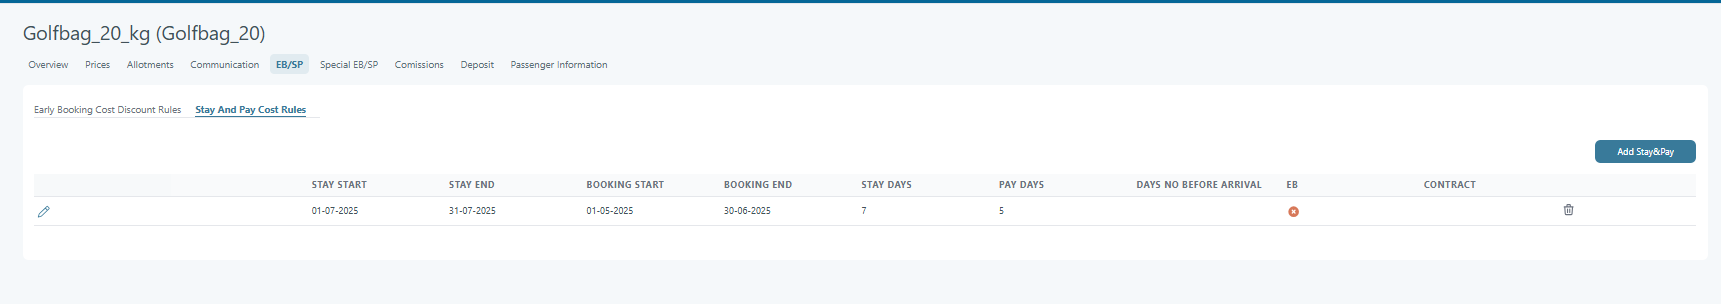 Golfbag_20_kg (Golfbag_20)
Overview Prices Allotments Communication EB/SP Special EB/SP Comissions Deposit Passenger Information
Early Booking Cost Discount Rules Stay And Pay Cost Rules
Add Stay&Pay
STAY START STAY END BOOKING START BOOKING END STAY DAYS PAY DAYS DAYS NO BEFORE ARRIVAL EB CONTRACT
01-07-2025 31-07-2025 01-05-2025 30-06-2025 7 5